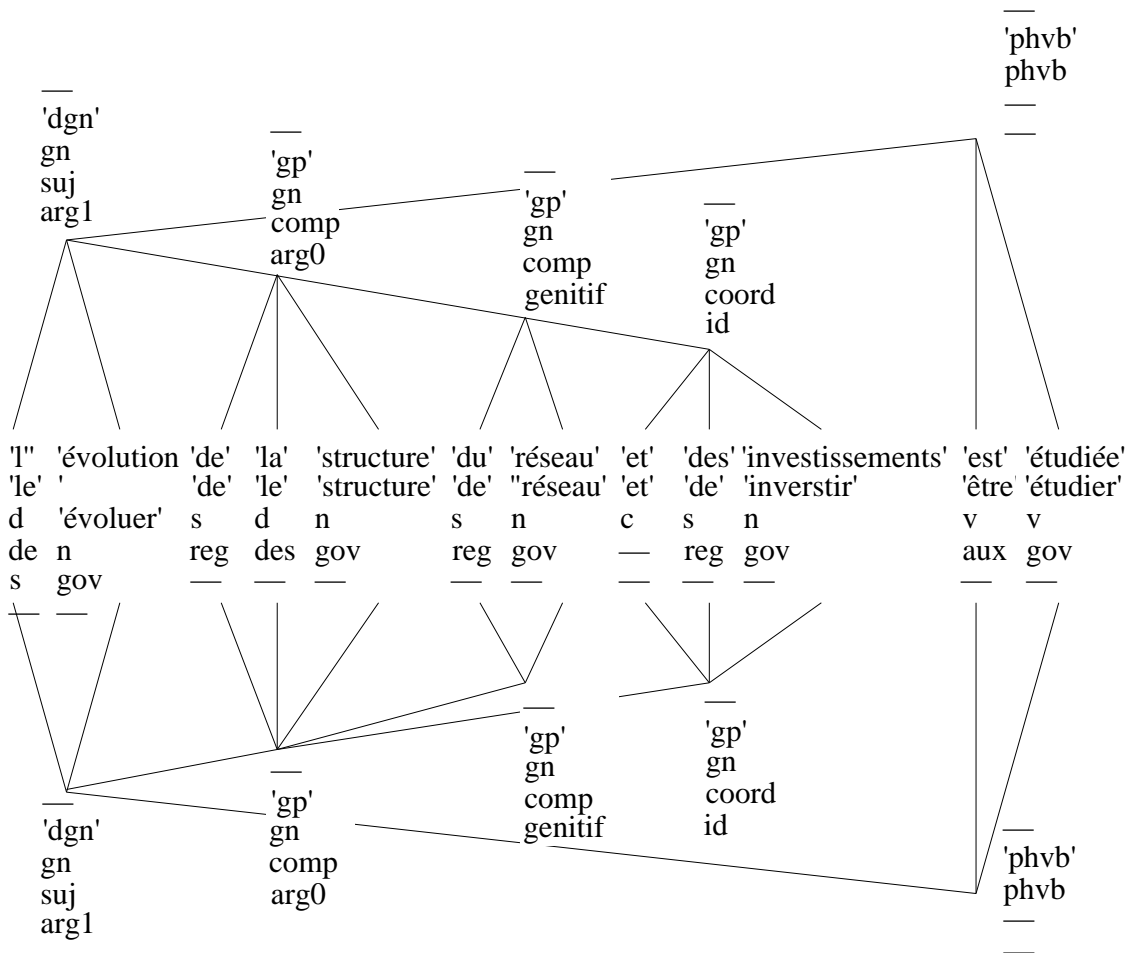 —
'phvb'
phvb
—
—
—
'dgn'
gn
suj
arg1
—
'gp'
gn
comp
arg0
—
'gp'
gn
comp
genitif
—
'gp'
gn
coord
id
'l'' 'évolution 'de' 'la' 'structure' 'du' 'réseau' 'et' 'des' 'investissements' 'est' 'étudiée'
'le' ' 'de' 'le' 'structure' 'de' ''réseau' 'et' 'de' 'inverstir' 'être' 'étudier'
d 'évoluer' s d n s n c s n v v
de n reg des gov reg gov — reg gov aux gov
s gov — — — — — — — — — —
— —
—
'gp'
gn
comp
genitif
—
'gp'
gn
coord
id
—
'gp'
gn
comp
arg0
—
'dgn'
gn
suj
arg1
—
'phvb'
phvb
—
—